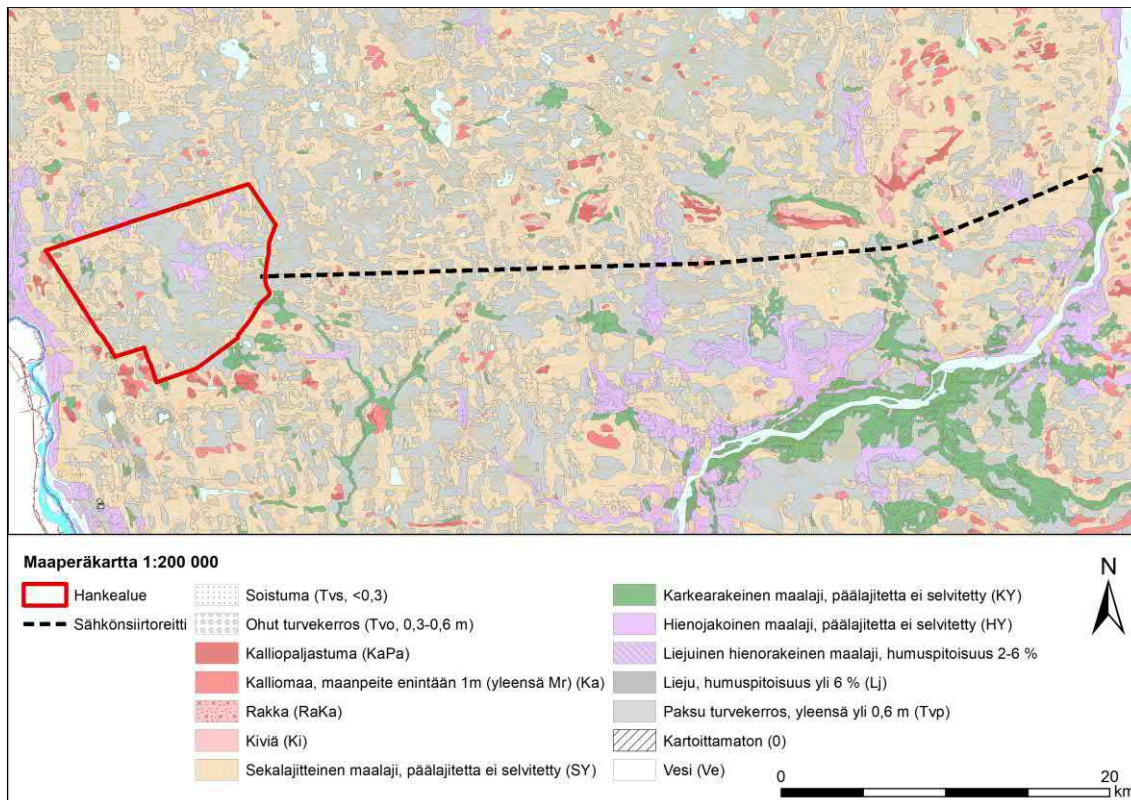 Maaperäkartta 1:200 000
Hankealue
Sähkönsiirtoreitti
Soistuma (Tvs, <0,3)
Ohut turvekerros (Tvo, 0,3-0,6 m)
Kalliopaljastuma (KaPa)
Kalliomaa, maanpeite enintään 1m (yleensä Mr) (Ka)
Rakka (RaKa)
Kiviä (Ki)
Sekalajitteinen maalaji, päälajitetta ei selvitetty (SY)
Karkearakeinen maalaji, päälajitetta ei selvitetty (KY)
Hienojakoinen maalaji, päälajitetta ei selvitetty (HY)
Liejuinen hienorakeinen maalaji, humuspitoisuus 2-6 %
Lieju, humuspitoisuus yli 6 % (Lj)
Paksu turvekerros, yleensä yli 0,6 m (Tvp)
Kartoittamaton (0)
Vesi (Ve)
N
0 20
km